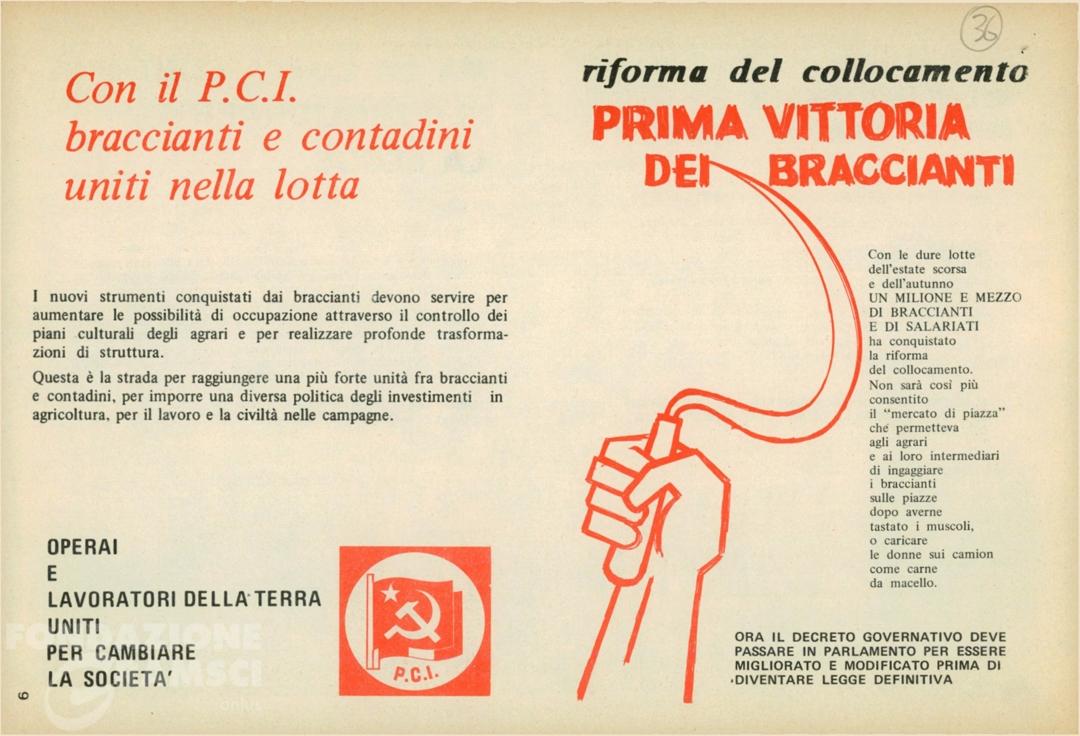 36
Con il P.C.I.
braccianti e contadini
uniti nella lotta
I nuovi strumenti conquistati dai braccianti devono servire per
aumentare le possibilità di occupazione attraverso il controllo dei
piani culturali degli agrari e per realizzare profonde trasforma-
zioni di struttura.
Questa è la strada per raggiungere una più forte unità fra braccianti
e contadini, per imporre una diversa politica degli investimenti in
agricoltura, per il lavoro e la civiltà nelle campagne.
OPERAI
E
LAVORATORI DELLA TERRA
UNITI
PER CAMBIARE
LA SOCIETA'
P.C.I.
6
FONDAZIONE
GRAMSCI
onlus
riforma del collocamento
PRIMA VITTORIA
DEI BRACCIANTI
Con le dure lotte
dell'estate scorsa
e dell'autunno
UN MILIONE E MEZZO
DI BRACCIANTI
E DI SALARIATI
ha conquistato
la riforma
del collocamento.
Non sarà così più
consentito
il "mercato di piazza"
che permetteva
agli agrari
e ai loro intermediari
di ingaggiare
i braccianti
sulle piazze
dopo averne
tastato i muscoli,
o caricare
le donne sui camion
come carne
da macello.
ORA IL DECRETO GOVERNATIVO DEVE
PASSARE IN PARLAMENTO PER ESSERE
MIGLIORATO E MODIFICATO PRIMA DI
DIVENTARE LEGGE DEFINITIVA